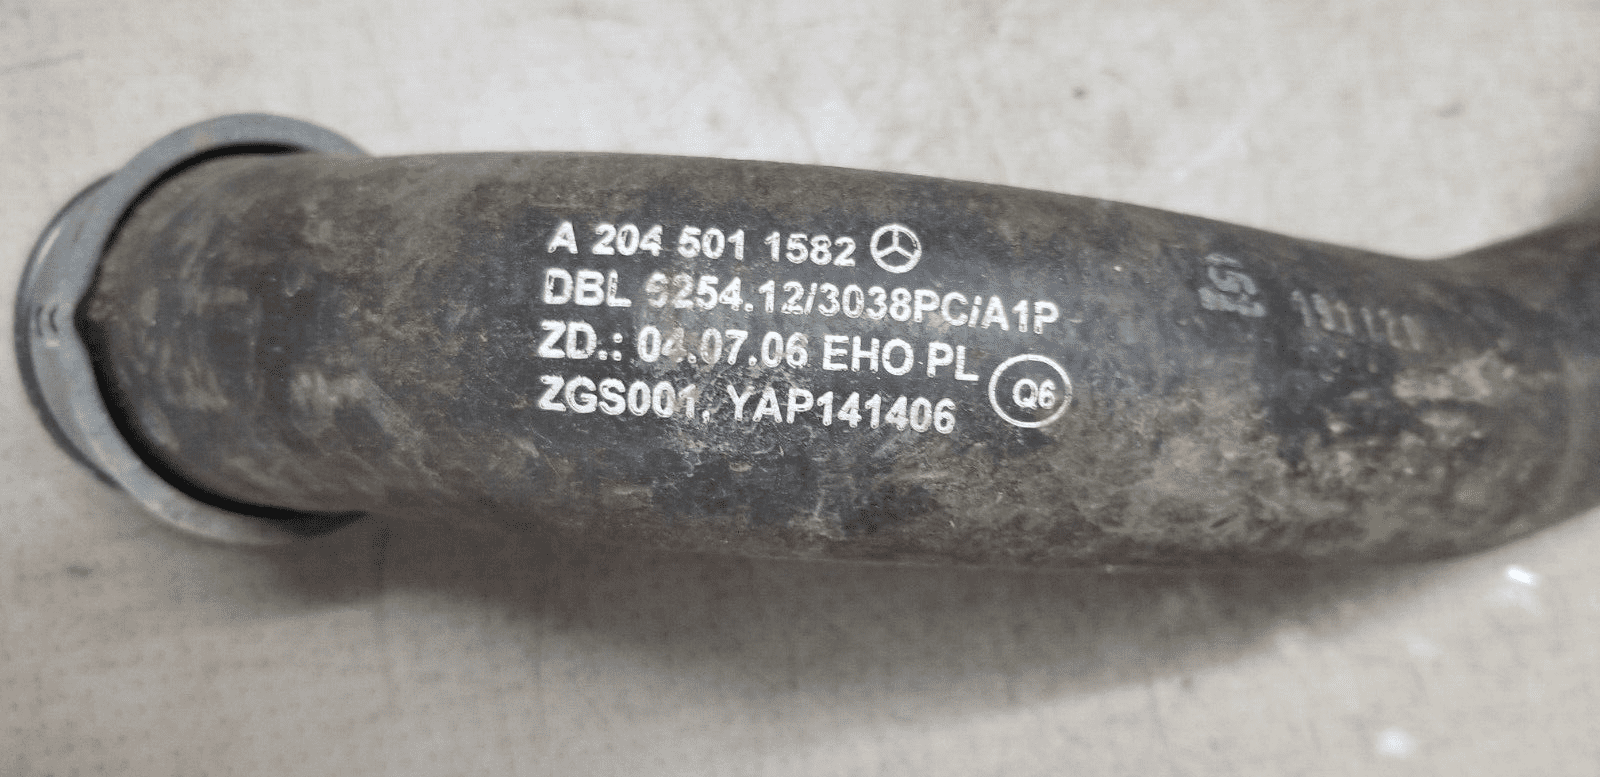 A 204 501 1582
DBL 6254.12/3038PC/A1P
ZD.: 04.07.06 EHO PL
ZGS001. YAP141406
Q6